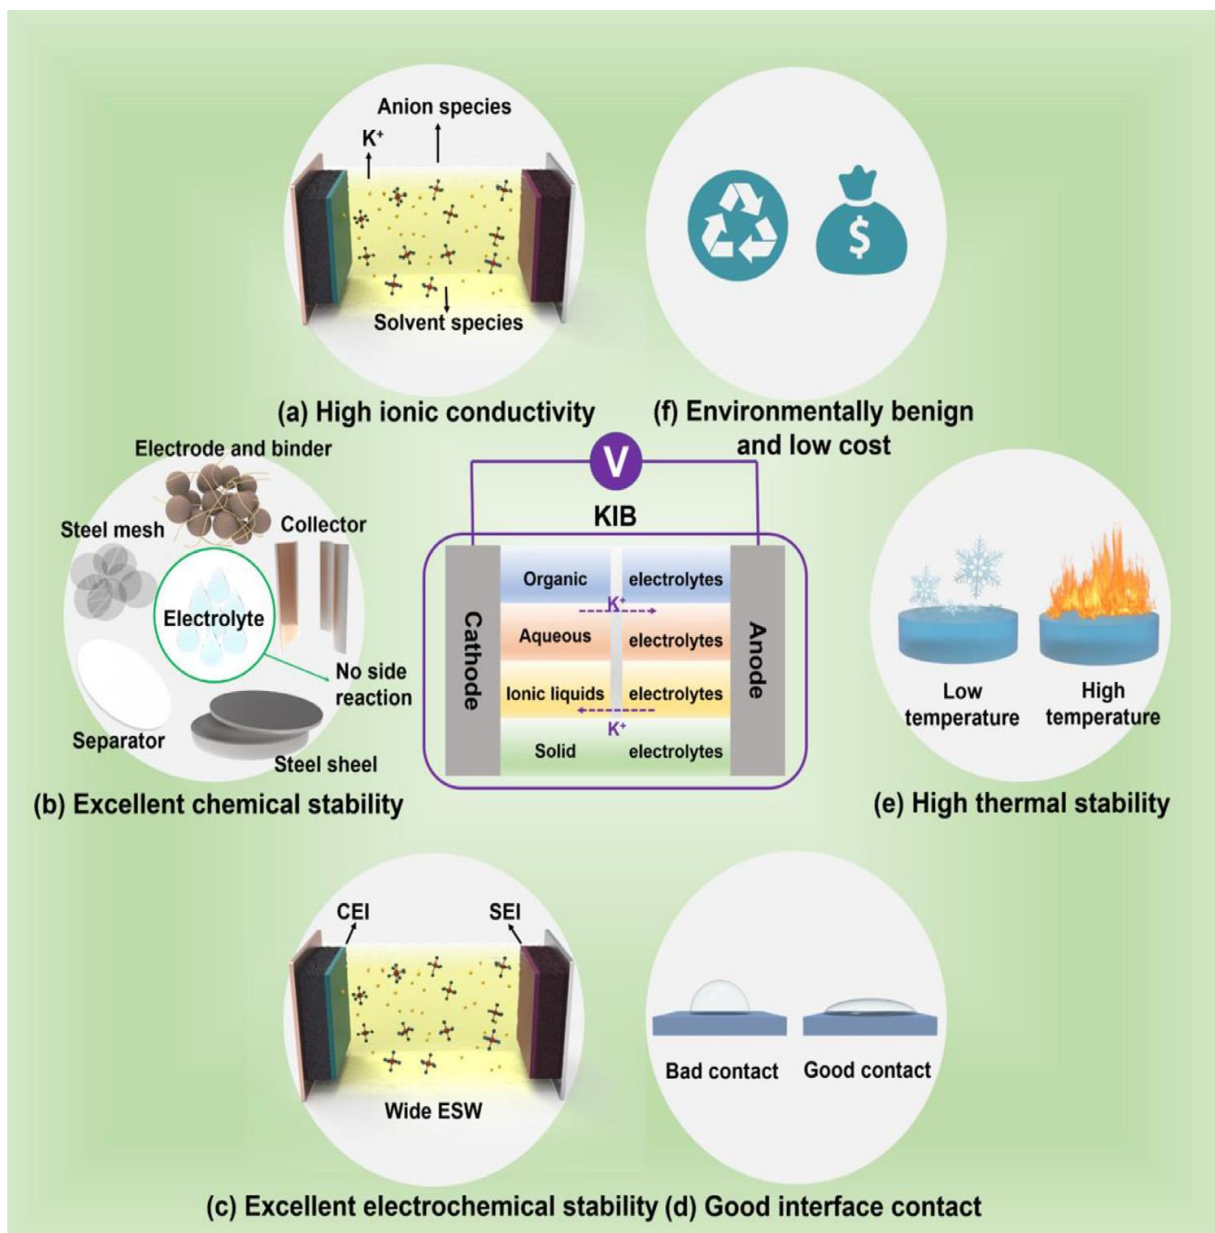 Anion species
K⁺
Solvent species
(a) High ionic conductivity
$
(f) Environmentally benign
and low cost
Electrode and binder
Steel mesh
Collector
Electrolyte
No side
reaction
Separator
Steel sheel
(b) Excellent chemical stability
V
KIB
Cathode
Organic electrolytes
K⁺
Aqueous electrolytes
Ionic liquids electrolytes
K⁺
Solid electrolytes
Anode
Low
temperature
High
temperature
(e) High thermal stability
CEI
SEI
Wide ESW
(c) Excellent electrochemical stability
Bad contact
Good contact
(d) Good interface contact